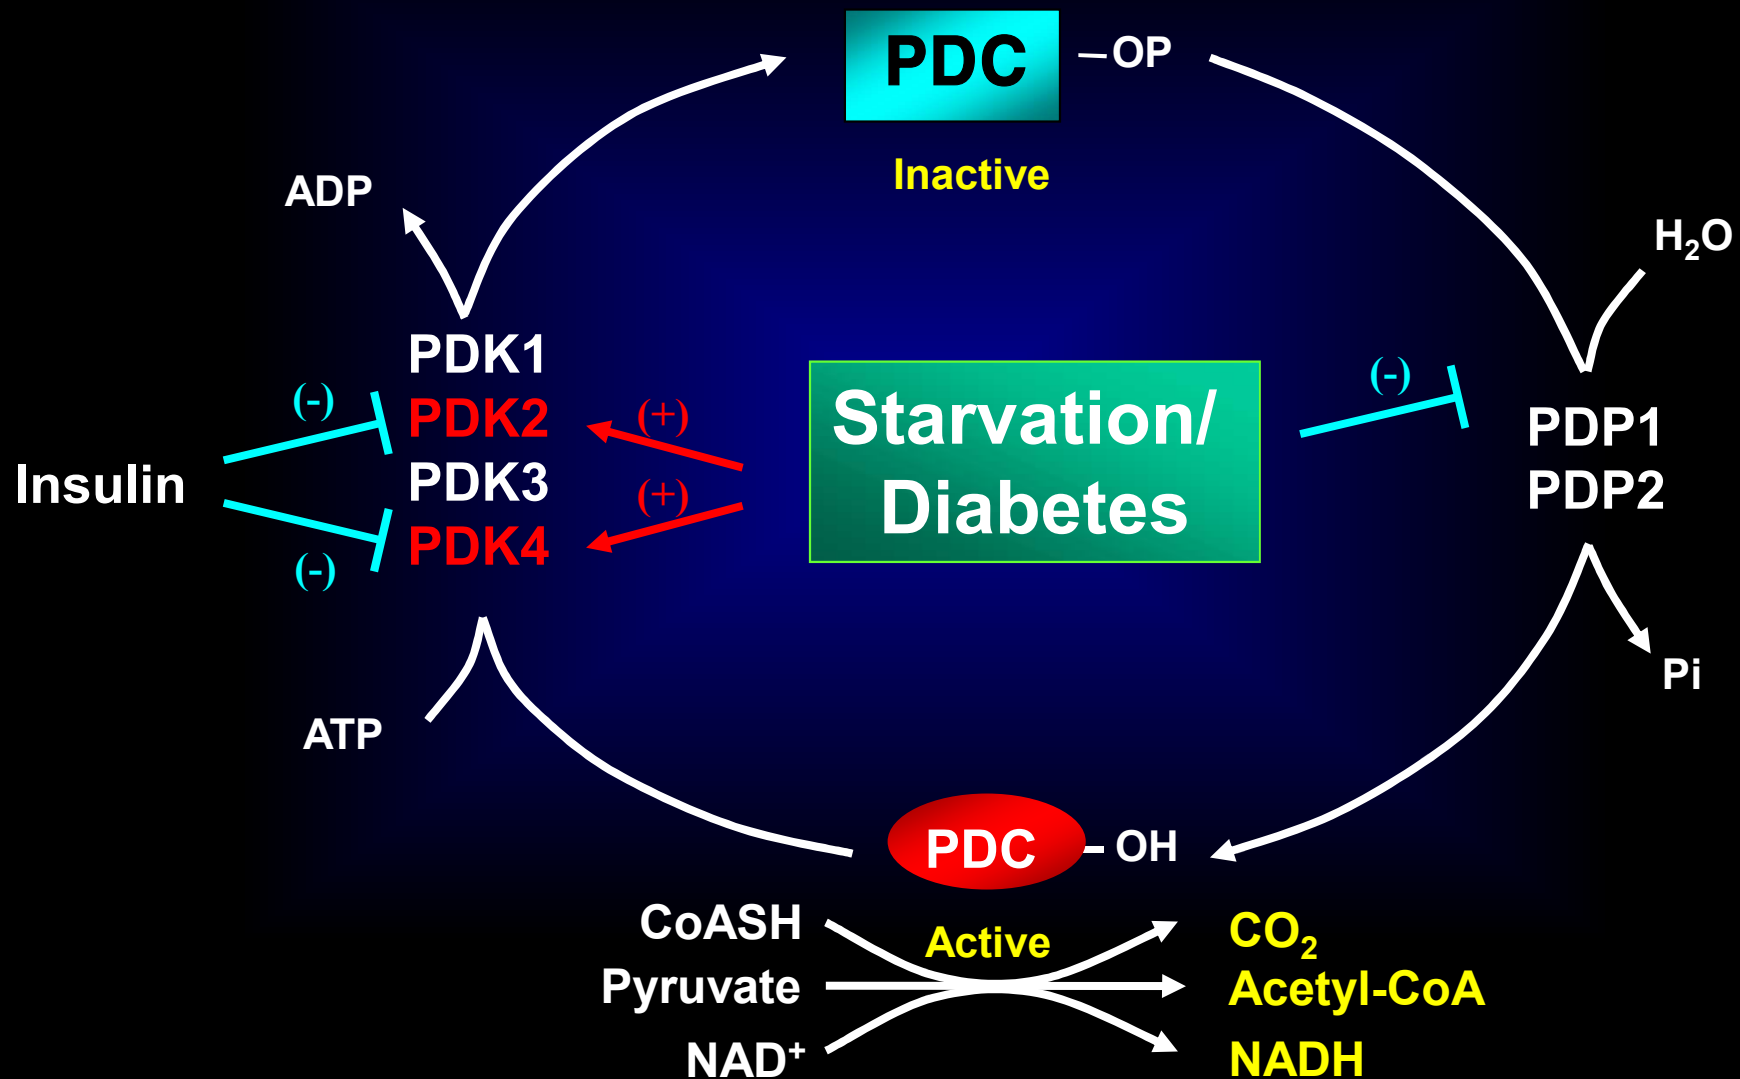 PDC
–OP
Inactive
ADP
H₂O
PDK1
PDK2
PDK3
PDK4
(-)
(-)
Insulin
(+)
(+)
Starvation/
Diabetes
(-)
PDP1
PDP2
Pi
ATP
PDC
– OH
Active
CoASH
Pyruvate
NAD⁺
CO₂
Acetyl-CoA
NADH